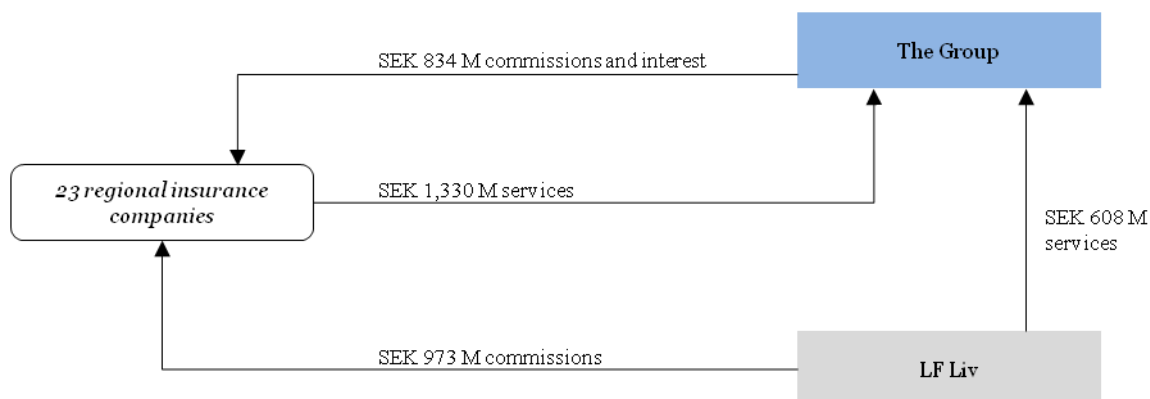 The Group
SEK 834 M commissions and interest
23 regional insurance
companies
SEK 1,330 M services
SEK 608 M
services
SEK 973 M commissions
LF Liv